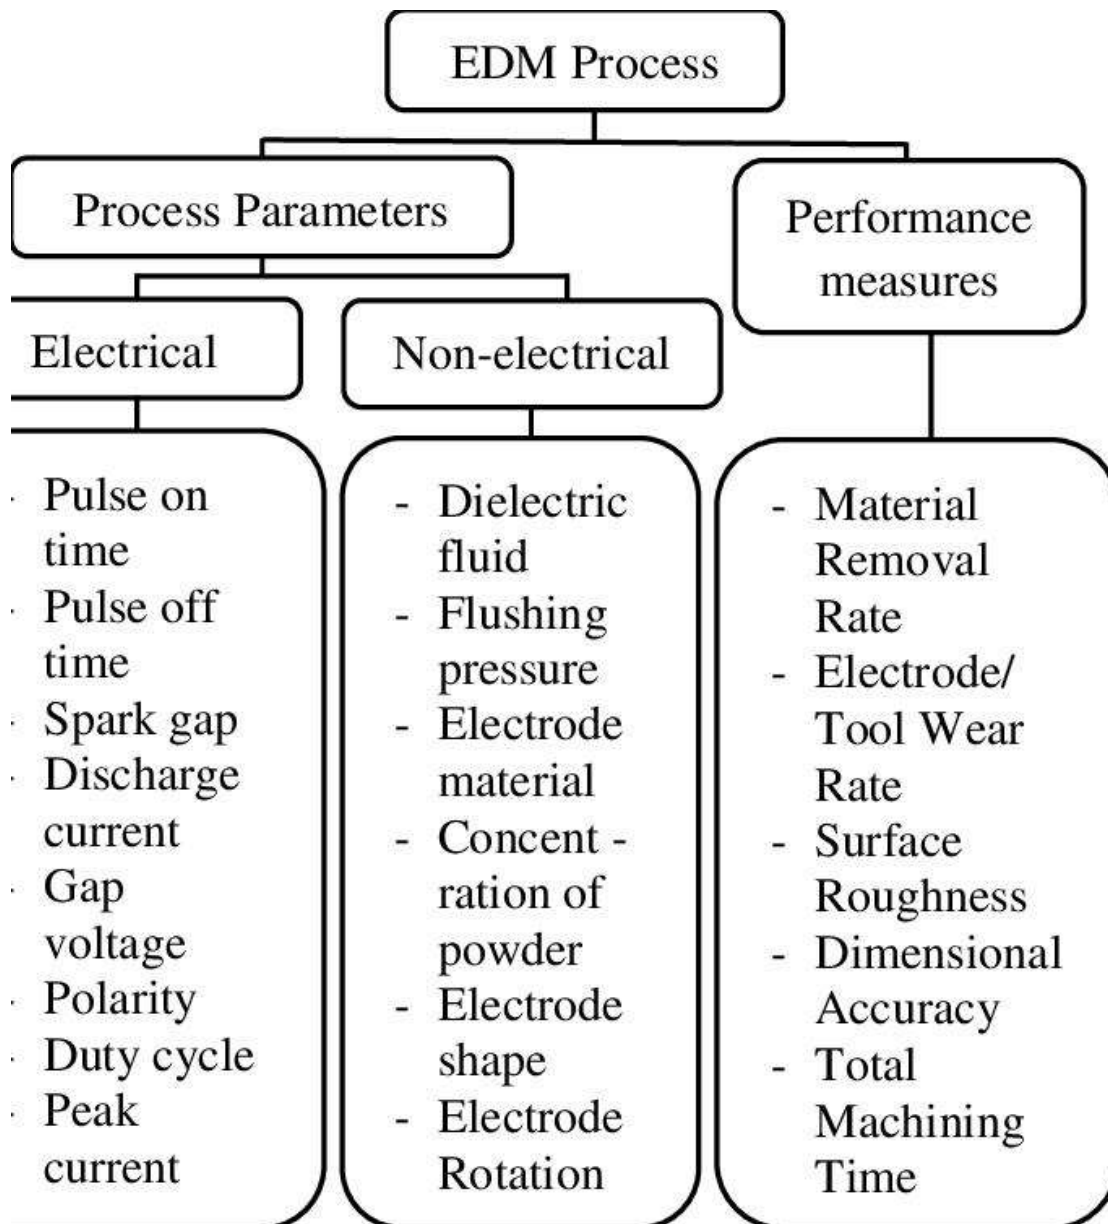 EDM Process
Process Parameters
Performance
measures
Electrical
Non-electrical
- Pulse on
time
- Pulse off
time
- Spark gap
- Discharge
current
- Gap
voltage
- Polarity
- Duty cycle
- Peak
current
- Dielectric
fluid
- Flushing
pressure
- Electrode
material
- Concent -
ration of
powder
- Electrode
shape
- Electrode
Rotation
- Material
Removal
Rate
- Electrode/
Tool Wear
Rate
- Surface
Roughness
- Dimensional
Accuracy
- Total
Machining
Time